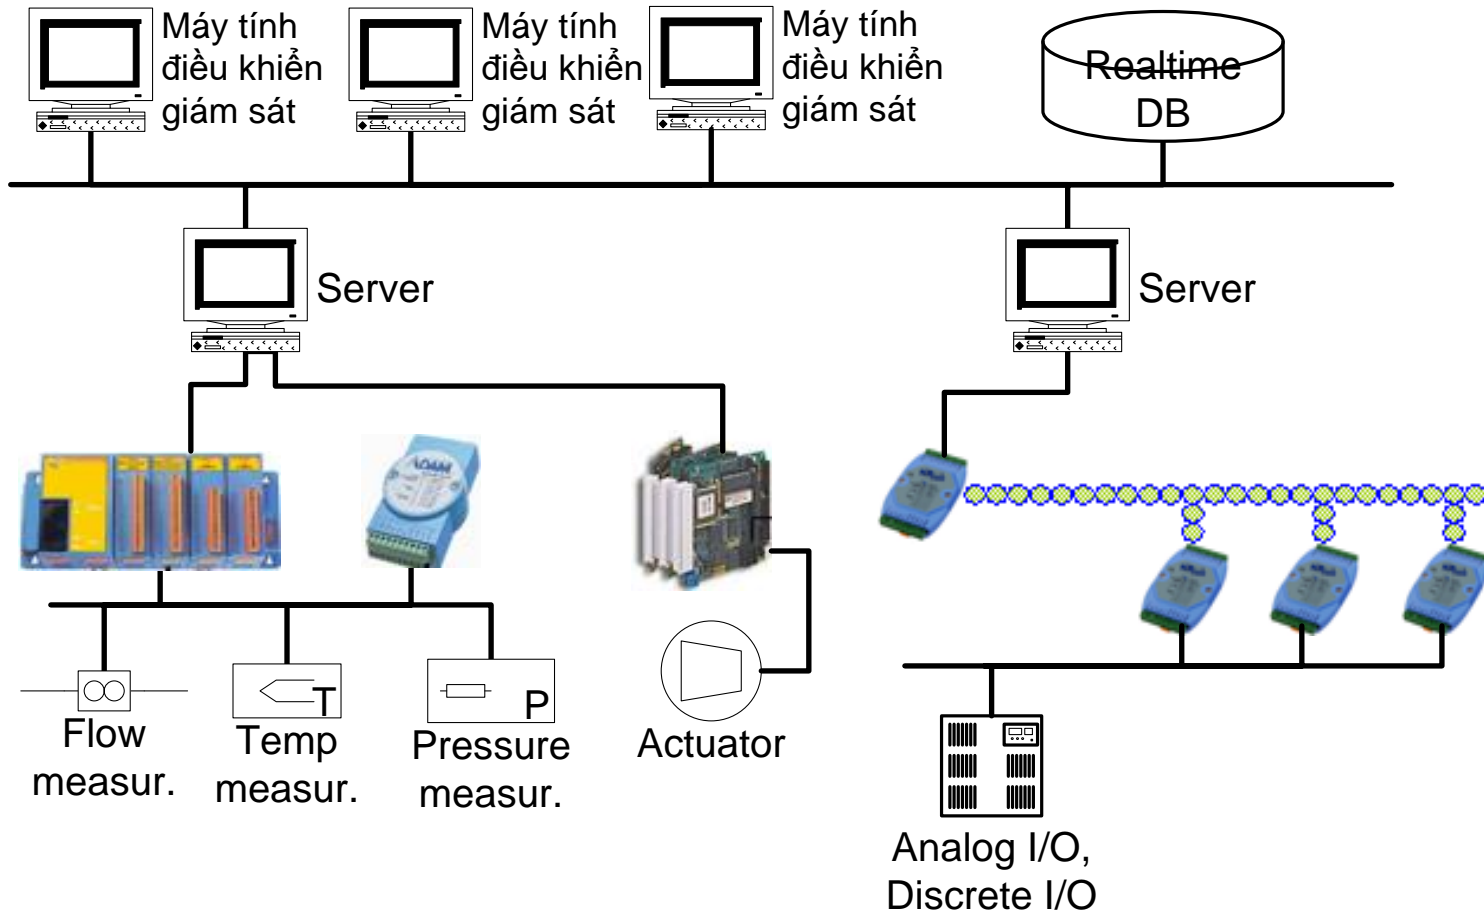 Máy tính
điều khiển
giám sát
Máy tính
điều khiển
giám sát
Máy tính
điều khiển
giám sát
Realtime
DB
Server
Server
ADAM
T
P
Flow
measur.
Temp
measur.
Pressure
measur.
Actuator
Analog I/O,
Discrete I/O